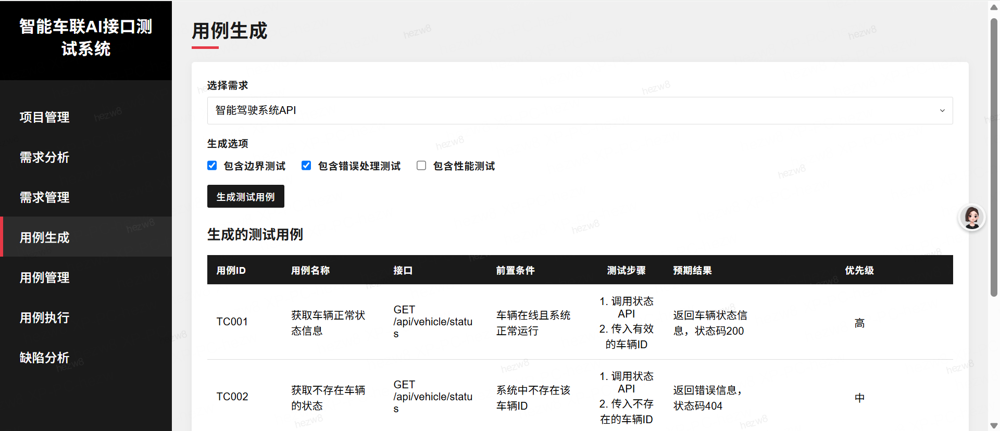 智能车联AI接口测
试系统
项目管理
需求分析
需求管理
用例生成
用例管理
用例执行
缺陷分析
用例生成
选择需求
智能驾驶系统API
生成选项
包含边界测试
包含错误处理测试
包含性能测试
生成测试用例
生成的测试用例
用例ID
用例名称
接口
前置条件
测试步骤
预期结果
优先级
TC001
获取车辆正常状
态信息
GET
/api/vehicle/statu
s
车辆在线且系统
正常运行
1. 调用状态
API
2. 传入有效
的车辆ID
返回车辆状态信
息，状态码200
高
TC002
获取不存在车辆
的状态
GET
/api/vehicle/statu
s
系统中不存在该
车辆ID
1. 调用状态
API
2. 传入不存
在的车辆ID
返回错误信息，
状态码404
中
hezw8